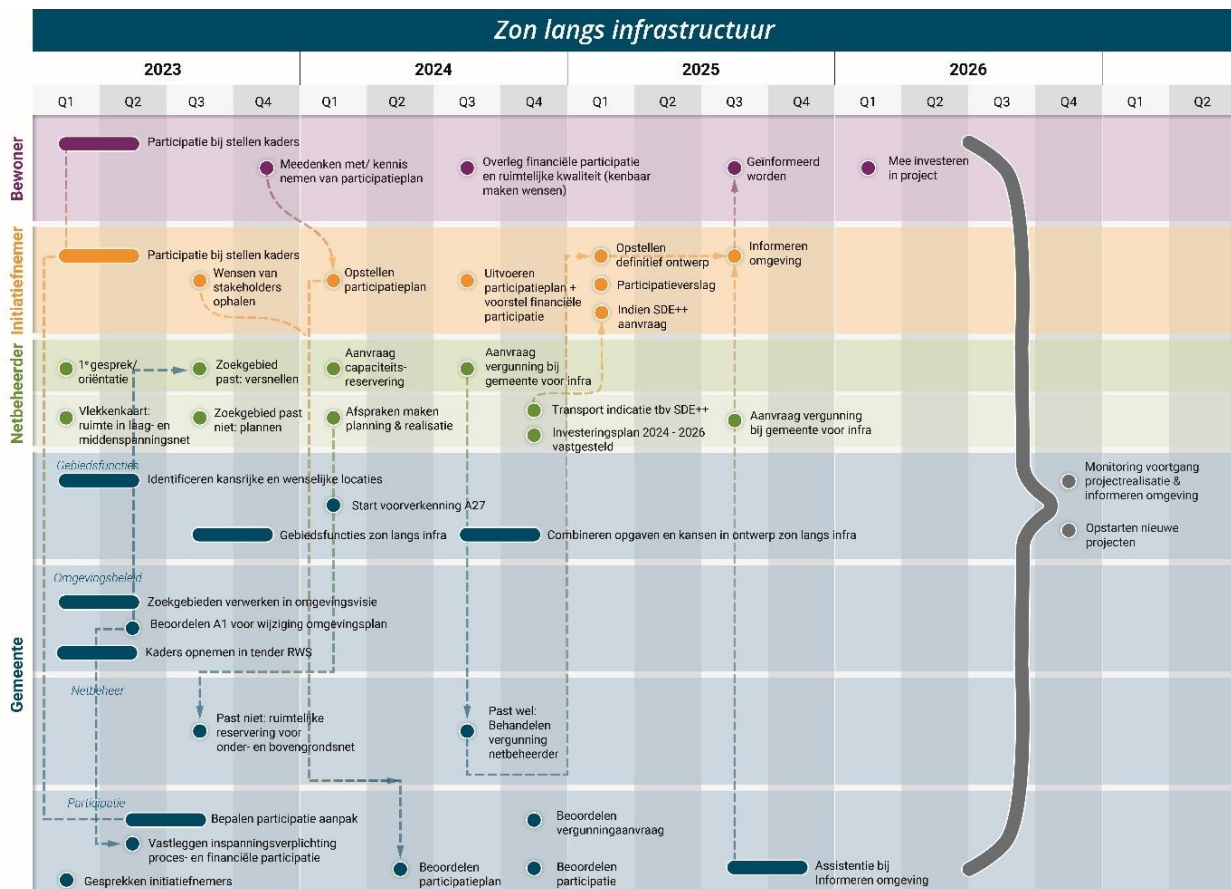 Zon langs infrastructuur
2023
2024
2025
2026
Q1
Q2
Q3
Q4
Q1
Q2
Q3
Q4
Q1
Q2
Q3
Q4
Q1
Q2
Q3
Q4
Q1
Q2
Bewoner
Participatie bij stellen kaders
Meedenken met/ kennis
nemen van participatieplan
Overleg financiële participatie
en ruimtelijke kwaliteit (kenbaar
maken wensen)
Geïnformeerd
worden
Mee investeren
in project
Initiatiefnemer
Participatie bij stellen kaders
Wensen van
stakeholders
ophalen
Opstellen
participatieplan
Uitvoeren
participatieplan +
voorstel financiële
participatie
Opstellen
definitief ontwerp
Participatieverslag
Indien SDE++
aanvraag
Informeren
omgeving
Netbeheerder
1e gesprek/
oriëntatie
Zoekgebied
past: versnellen
Aanvraag
capaciteits-
reservering
Aanvraag
vergunning bij
gemeente voor infra
Vlekkenkaart:
ruimte in laag- en
middenspanningsnet
Zoekgebied past
niet: plannen
Afspraken maken
planning & realisatie
Transport indicatie tbv SDE++
Investeringsplan 2024 - 2026
vastgesteld
Aanvraag vergunning
bij gemeente voor infra
Gemeente
Gebiedsfuncties
Identificeren kansrijke en wenselijke locaties
Start voorverkenning A27
Gebiedsfuncties zon langs infra
Combineren opgaven en kansen in ontwerp zon langs infra
Monitoring voortgang
projectrealisatie &
informeren omgeving
Opstarten nieuwe
projecten
Omgevingsbeleid
Zoekgebieden verwerken in omgevingsvisie
Beoordelen A1 voor wijziging omgevingsplan
Kaders opnemen in tender RWS
Netbeheer
Past niet: ruimtelijke
reservering voor
onder- en bovengrondsnet
Past wel:
Behandelen
vergunning
netbeheerder
Participatie
Bepalen participatie aanpak
Vastleggen inspanningsverplichting
proces- en financiële participatie
Gesprekken initiatiefnemers
Beoordelen
participatieplan
Beoordelen
vergunningaanvraag
Beoordelen
participatie
Assistentie bij
Informeren omgeving